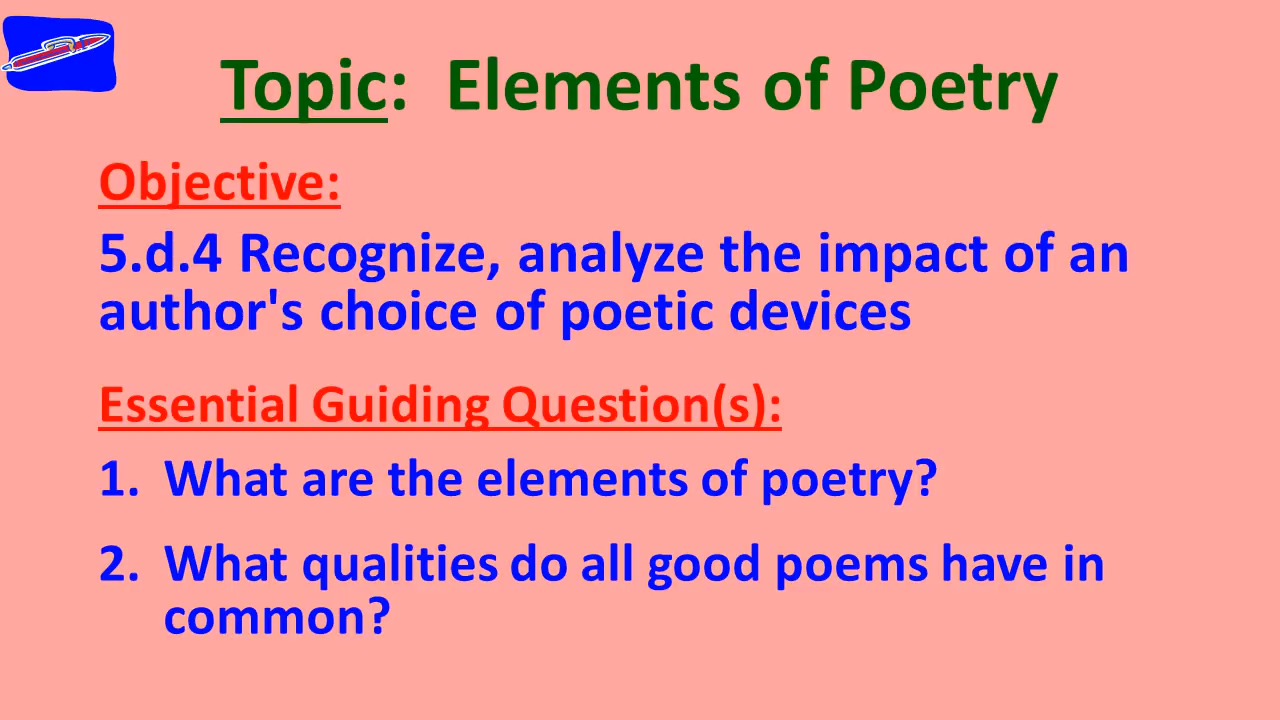 Topic: Elements of Poetry
Objective:
5.d.4 Recognize, analyze the impact of an
author's choice of poetic devices
Essential Guiding Question(s):
1. What are the elements of poetry?
2. What qualities do all good poems have in
common?